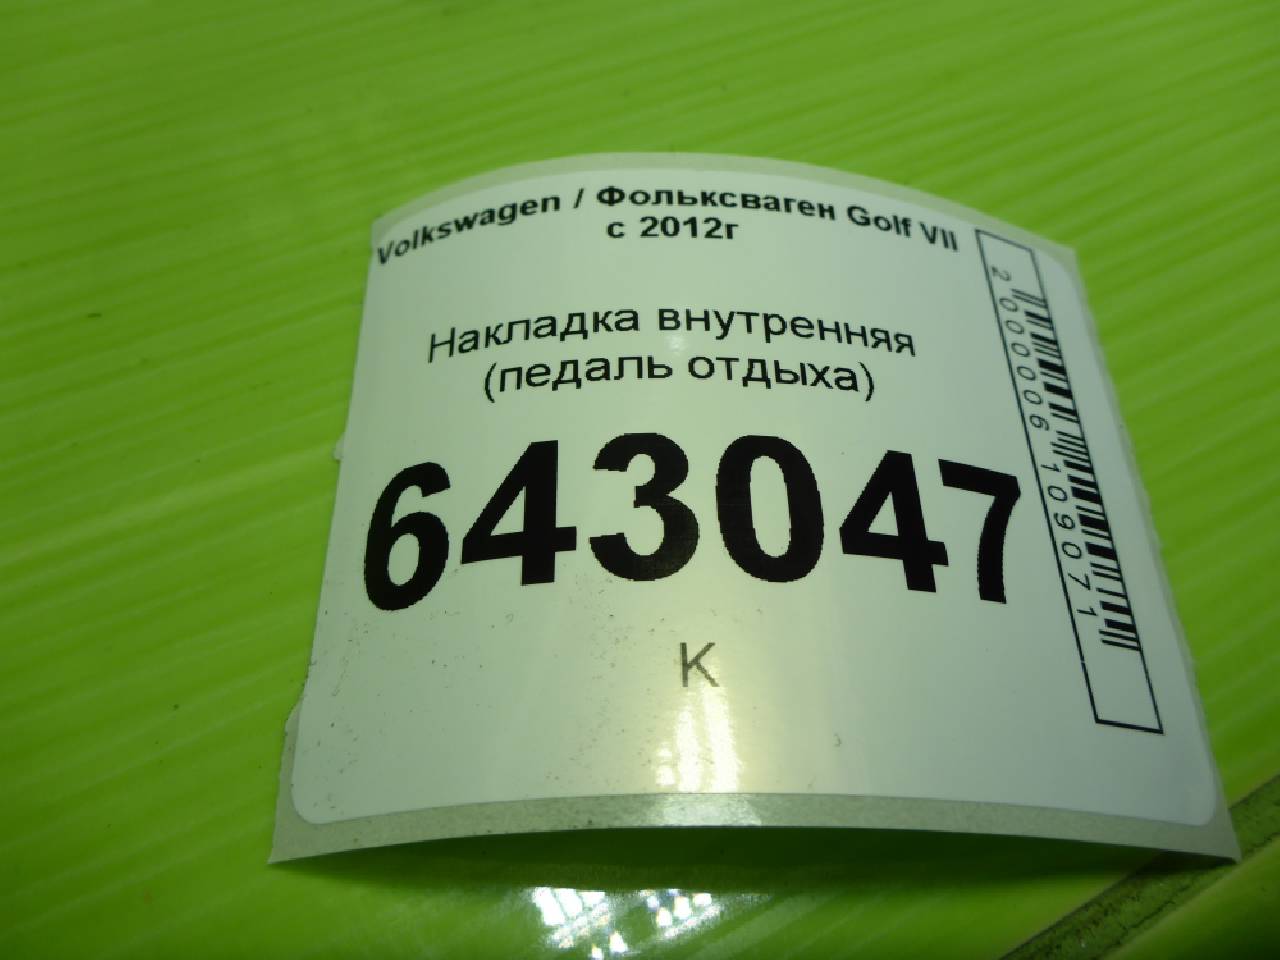 Volkswagen / Фольксваген Golf VII
с 2012г
Накладка внутренняя
(педаль отдыха)
643047
К
2000006109071